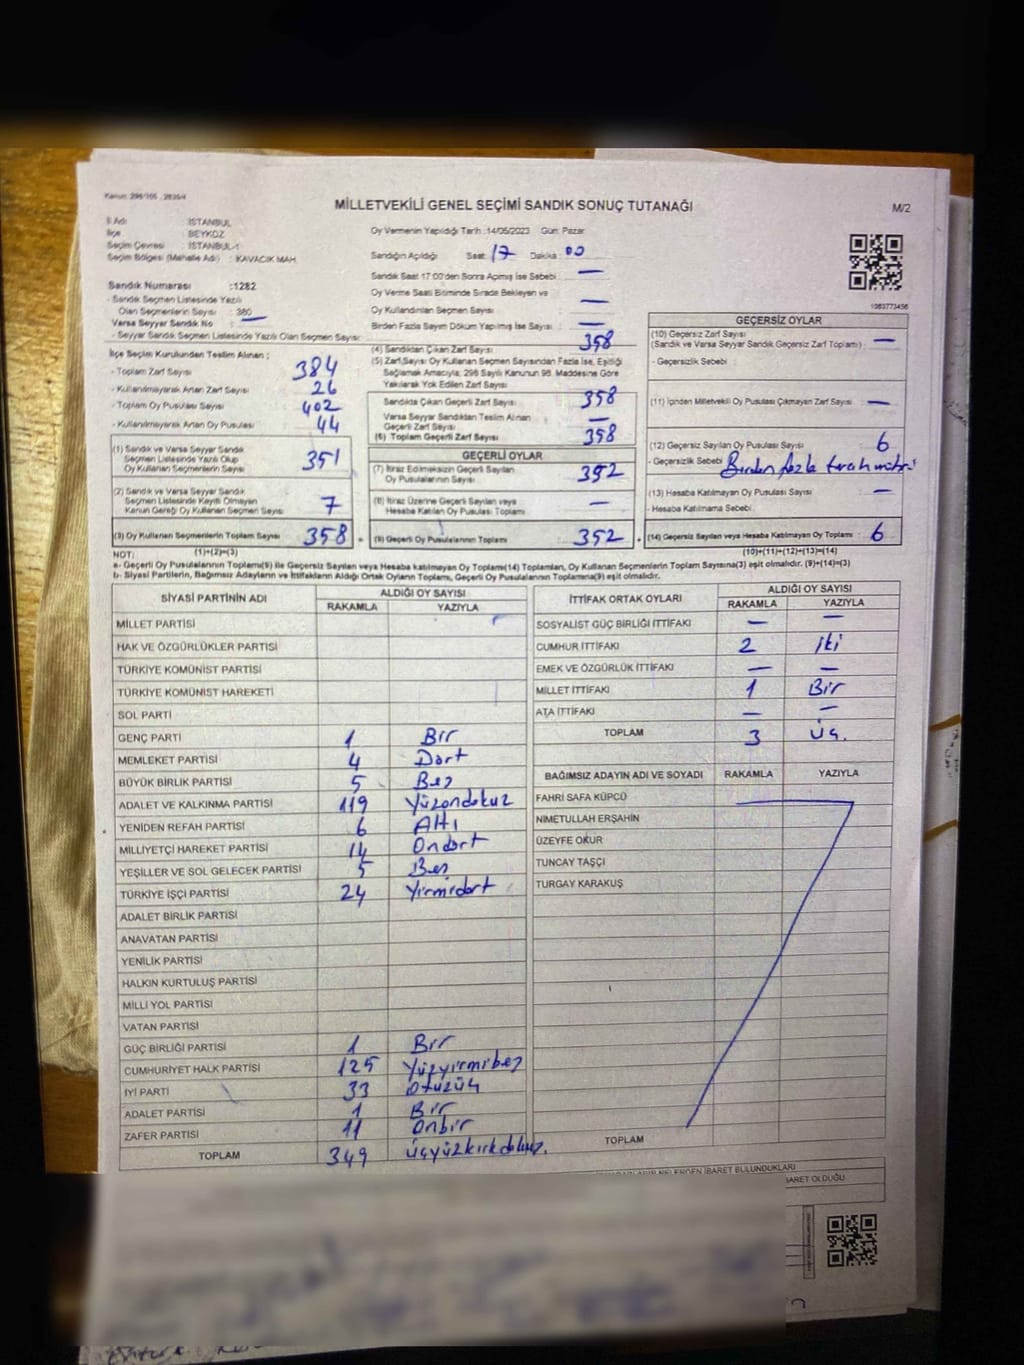 MİLLETVEKİLİ GENEL SEÇİMİ SANDIK SONUÇ TUTANAĞI
M/2
İl Adı : İSTANBUL
İlçe : BEYKOZ
Seçim Çevresi : İSTANBUL-1
Seçim Bölgesi (Mahalle Adı) : KAVACIK MAH.
Oy Vermenin Yapıldığı Tarih :14/05/2023 Gün: Pazar
Sandığın Açıldığı Saat: 17 Dakika: 00
Sandık Saat 17:00'den Sonra Açılmış İse Sebebi : —
Oy Verme Saati Bitiminde Sırada Bekleyen ve
Oy Kullandırılan Seçmen Sayısı : —
Birden Fazla Sayım Döküm Yapılmış İse Sayısı : —
1063773456
Sandık Numarası :1282
- Sandık Seçmen Listesinde Yazılı
Olan Seçmenlerin Sayısı : 380
Varsa Seyyar Sandık No : —
- Seyyar Sandık Seçmen Listesinde Yazılı Olan Seçmen Sayısı:
İlçe Seçim Kurulundan Teslim Alınan ;
- Toplam Zarf Sayısı 384
- Kullanılmayarak Artan Zarf Sayısı 26
- Toplam Oy Pusulası Sayısı 402
- Kullanılmayarak Artan Oy Pusulası 44
(1) Sandık ve Varsa Seyyar Sandık
Seçmen Listesinde Yazılı Olup
Oy Kullanan Seçmenlerin Sayısı 351
(2) Sandık ve Varsa Seyyar Sandık
Seçmen Listesinde Kayıtlı Olmayan
Kanun Gereği Oy Kullanan Seçmen Sayısı 7
(3) Oy Kullanan Seçmenlerin Toplam Sayısı 358
(1)+(2)=(3)
(4) Sandıktan Çıkan Zarf Sayısı 358
(5) Zarf Sayısı Oy Kullanan Seçmen Sayısından Fazla İse, Eşitliği
Sağlamak Amacıyla, 298 Sayılı Kanunun 98. Maddesine Göre
Yakılarak Yok Edilen Zarf Sayısı
Sandıkta Çıkan Geçerli Zarf Sayısı 358
Varsa Seyyar Sandıktan Teslim Alınan
Geçerli Zarf Sayısı —
(6) Toplam Geçerli Zarf Sayısı 358
GEÇERLİ OYLAR
(7) İtiraz Edilmeksizin Geçerli Sayılan
Oy Pusulalarının Sayısı 352
(8) İtiraz Üzerine Geçerli Sayılan veya
Hesaba Katılan Oy Pusulası Toplamı —
(9) Geçerli Oy Pusulalarının Toplamı 352
GEÇERSİZ OYLAR
(10) Geçersiz Zarf Sayısı
(Sandık ve Varsa Seyyar Sandık Geçersiz Zarf Toplamı) : —
- Geçersizlik Sebebi :
(11) İçinden Milletvekili Oy Pusulası Çıkmayan Zarf Sayısı —
(12) Geçersiz Sayılan Oy Pusulası Sayısı 6
- Geçersizlik Sebebi Birden fazla tercih mührü
(13) Hesaba Katılmayan Oy Pusulası Sayısı —
- Hesaba Katılmama Sebebi
(14) Geçersiz Sayılan veya Hesaba Katılmayan Oy Toplamı : 6
(10)+(11)+(12)+(13)=(14)
NOT:
a- Geçerli Oy Pusulalarının Toplamı(9) ile Geçersiz Sayılan veya Hesaba katılmayan Oy Toplamı(14) Toplamları, Oy Kullanan Seçmenlerin Toplam Sayısına(3) eşit olmalıdır. (9)+(14)=(3)
b- Siyasi Partilerin, Bağımsız Adayların ve İttifakların Aldığı Ortak Oyların Toplamı, Geçerli Oy Pusulalarının Toplamına(9) eşit olmalıdır.
SİYASİ PARTİNİN ADI ALDIĞI OY SAYISI
RAKAMLA YAZIYLA
MİLLET PARTİSİ
HAK VE ÖZGÜRLÜKLER PARTİSİ
TÜRKİYE KOMÜNİST PARTİSİ
TÜRKİYE KOMÜNİST HAREKETİ
SOL PARTİ
GENÇ PARTİ 1 Bir
MEMLEKET PARTİSİ 4 Dört
BÜYÜK BİRLİK PARTİSİ 5 Beş
ADALET VE KALKINMA PARTİSİ 119 Yüzondokuz
YENİDEN REFAH PARTİSİ 6 Altı
MİLLİYETÇİ HAREKET PARTİSİ 14 Ondört
YEŞİLLER VE SOL GELECEK PARTİSİ 5 Beş
TÜRKİYE İŞÇİ PARTİSİ 24 Yirmidört
ADALET BİRLİK PARTİSİ
ANAVATAN PARTİSİ
YENİLİK PARTİSİ
HALKIN KURTULUŞ PARTİSİ
MİLLİ YOL PARTİSİ
VATAN PARTİSİ
GÜÇ BİRLİĞİ PARTİSİ 1 Bir
CUMHURİYET HALK PARTİSİ 125 Yüzyirmibeş
İYİ PARTİ 33 Otuzüç
ADALET PARTİSİ 1 Bir
ZAFER PARTİSİ 11 Onbir
TOPLAM 349 üçyüzkırkdokuz.
İTTİFAK ORTAK OYLARI ALDIĞI OY SAYISI
RAKAMLA YAZIYLA
SOSYALİST GÜÇ BİRLİĞİ İTTİFAKI — —
CUMHUR İTTİFAKI 2 iki
EMEK VE ÖZGÜRLÜK İTTİFAKI — —
MİLLET İTTİFAKI 1 Bir
ATA İTTİFAKI — —
TOPLAM 3 üç.
BAĞIMSIZ ADAYIN ADI VE SOYADI RAKAMLA YAZIYLA
FAHRİ SAFA KÜPCÜ
NİMETULLAH ERŞAHİN
ÜZEYFE OKUR
TUNCAY TAŞÇI
TURGAY KARAKUŞ
TOPLAM
NELERDEN İBARET BULUNDUKLARI
BARET OLDUĞU